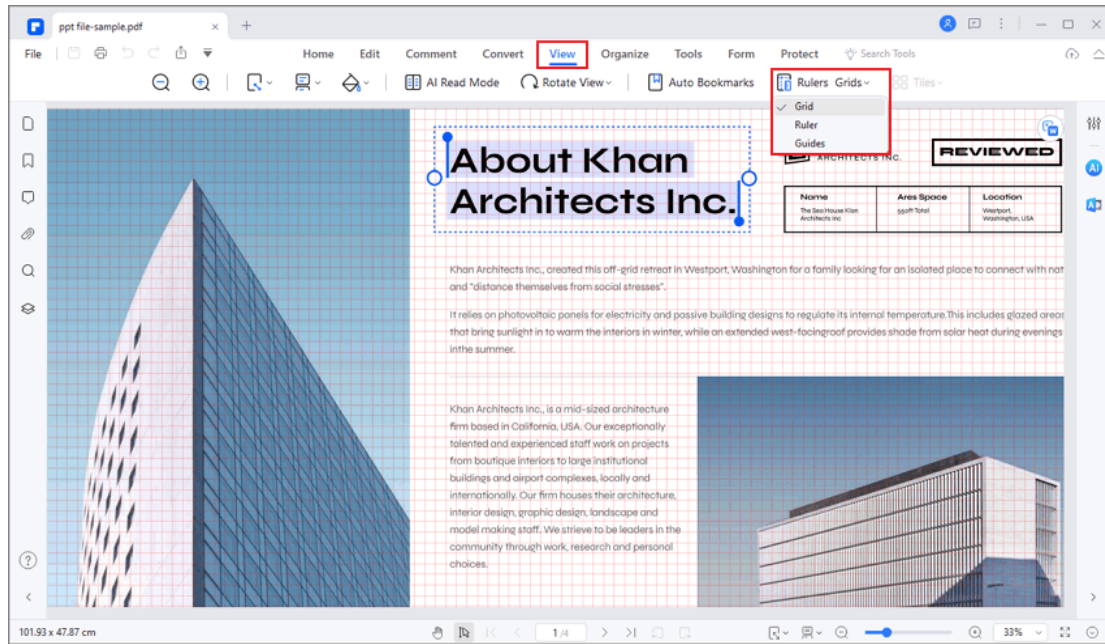 ppt file-sample.pdf
File
Home Edit Comment Convert View Organize Tools Form Protect Search Tools
AI Read Mode Rotate View Auto Bookmarks Rulers Grids Tiles
Grid
Ruler
Guides
About Khan
Architects Inc.
ARCHITECTS INC.
REVIEWED
Name Ares Space Location
The Sea House Klan
Architects Inc
550ft Total
Westport,
Washington, USA
Khan Architects Inc., created this off-grid retreat in Westport, Washington for a family looking for an isolated place to connect with nat
and "distance themselves from social stresses".
It relies on photovoltaic panels for electricity and passive building designs to regulate its internal temperature.This includes glazed areas
that bring sunlight in to warm the interiors in winter, while an extended west-facingroof provides shade from solar heat during evenings
inthe summer.
Khan Architects Inc., is a mid-sized architecture
firm based in California, USA. Our exceptionally
talented and experienced staff work on projects
from boutique interiors to large institutional
buildings and airport complexes, locally and
internationally. Our firm houses their architecture,
interior design, graphic design, landscape and
model making staff. We strieve to be leaders in the
community through work, research and personal
choices.
AI
101.93 x 47.87 cm
1/4
33%